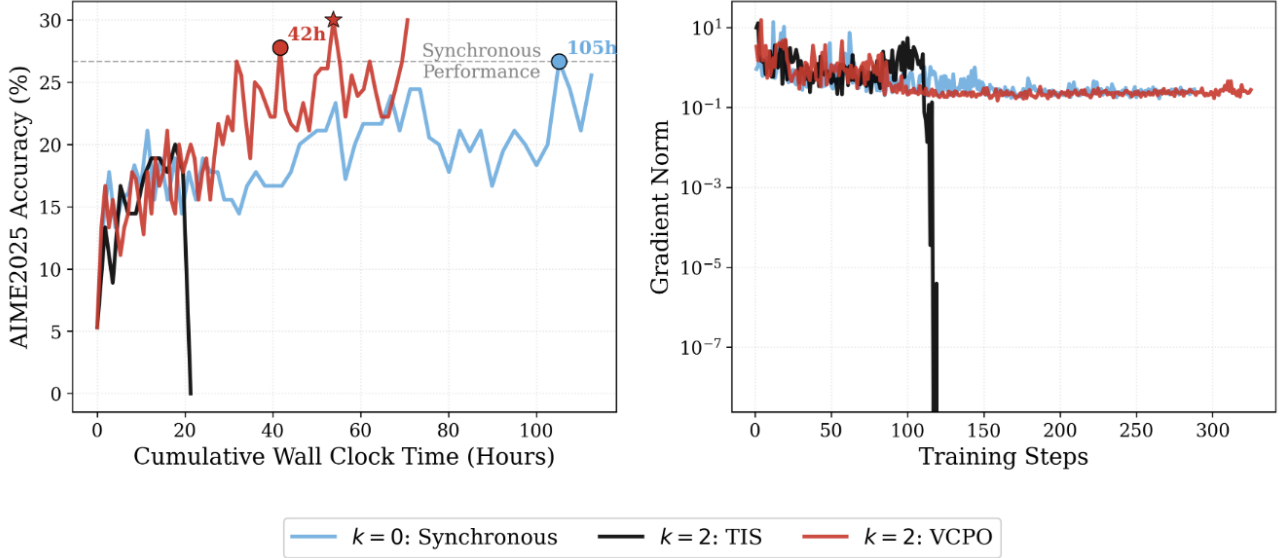 AIME2025 Accuracy (%)
30
25
20
15
10
5
0
42h
105h
Synchronous
Performance
0
20
40
60
80
100
Cumulative Wall Clock Time (Hours)
Gradient Norm
10¹
10⁻¹
10⁻³
10⁻⁵
10⁻⁷
0
50
100
150
200
250
300
Training Steps
k = 0: Synchronous
k = 2: TIS
k = 2: VCPO